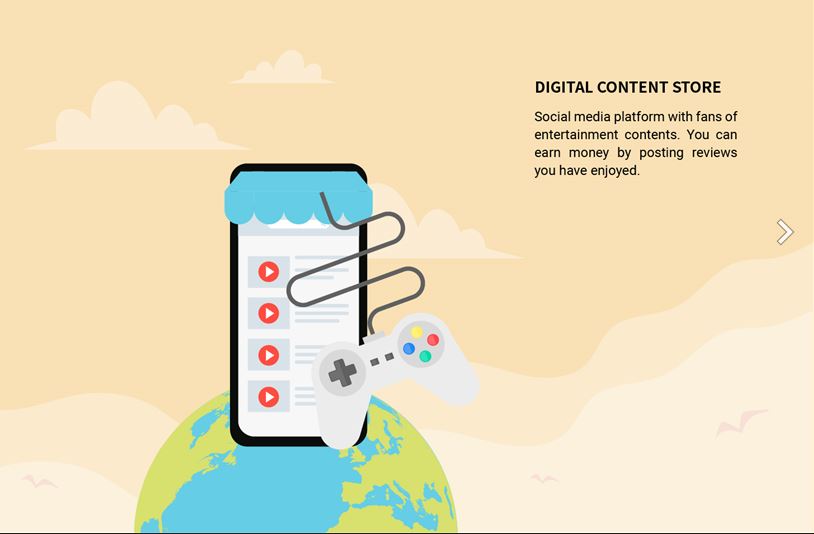 DIGITAL CONTENT STORE
Social media platform with fans of
entertainment contents. You can
earn money by posting reviews
you have enjoyed.